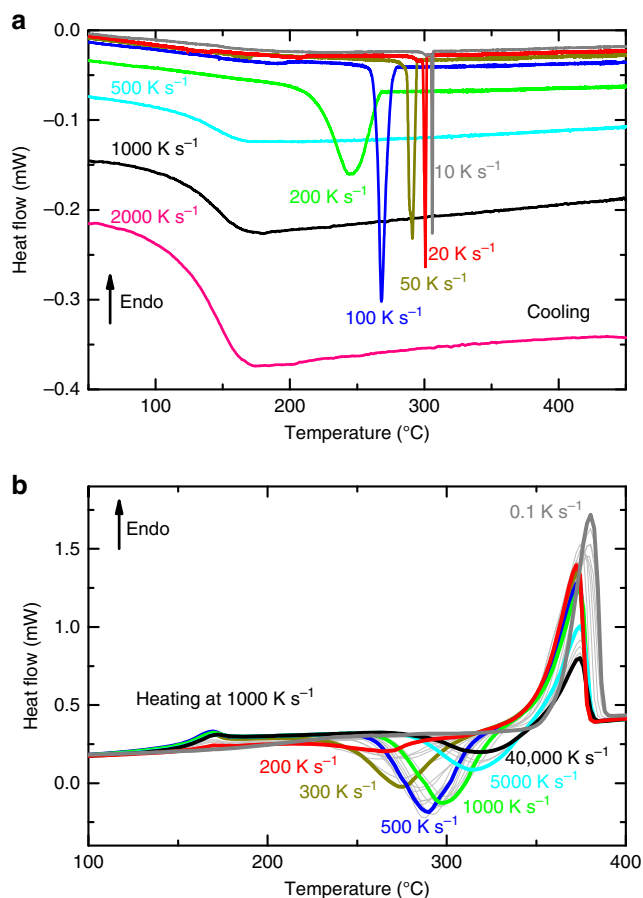 a
0.0
−0.1
−0.2
−0.3
−0.4
Heat flow (mW)
500 K s⁻¹
1000 K s⁻¹
2000 K s⁻¹
200 K s⁻¹
10 K s⁻¹
20 K s⁻¹
50 K s⁻¹
100 K s⁻¹
Endo
Cooling
100 200 300 400
Temperature (°C)
b
Endo
0.1 K s⁻¹
1.5
1.0
0.5
0.0
Heat flow (mW)
Heating at 1000 K s⁻¹
200 K s⁻¹
300 K s⁻¹
500 K s⁻¹
40,000 K s⁻¹
5000 K s⁻¹
1000 K s⁻¹
100 200 300 400
Temperature (°C)